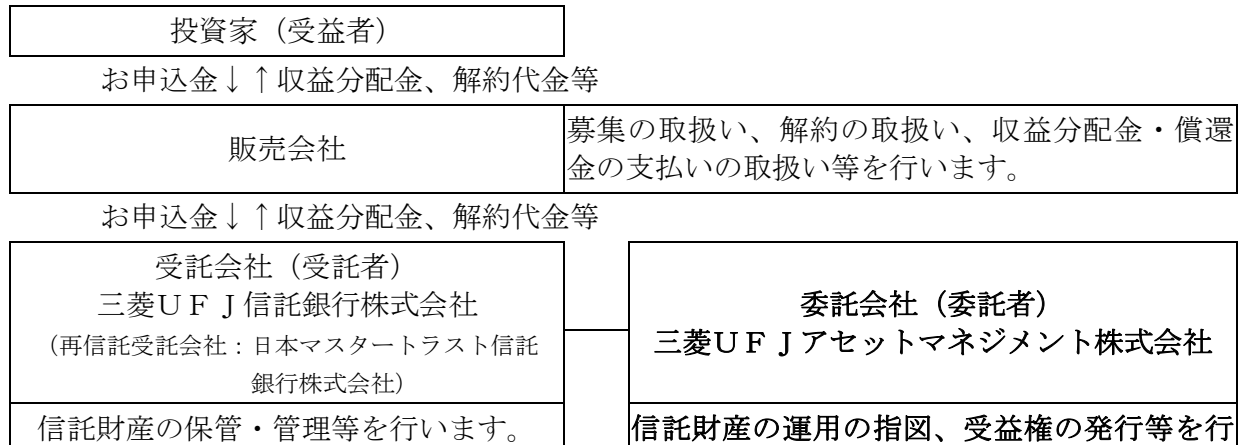 投資家（受益者）
お申込金↓↑収益分配金、解約代金等
販売会社
募集の取扱い、解約の取扱い、収益分配金・償還
金の支払いの取扱い等を行います。
お申込金↓↑収益分配金、解約代金等
受託会社（受託者）
三菱ＵＦＪ信託銀行株式会社
（再信託受託会社：日本マスタートラスト信託
銀行株式会社）
信託財産の保管・管理等を行います。
委託会社（委託者）
三菱ＵＦＪアセットマネジメント株式会社
信託財産の運用の指図、受益権の発行等を行